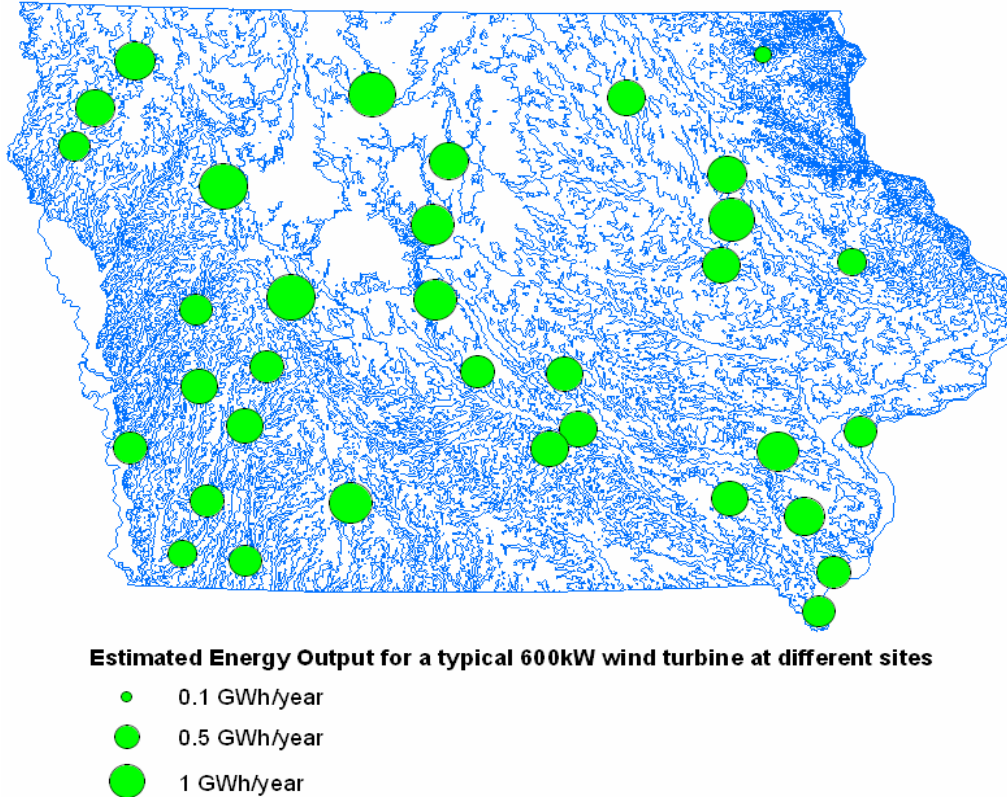 Estimated Energy Output for a typical 600kW wind turbine at different sites
0.1 GWh/year
0.5 GWh/year
1 GWh/year